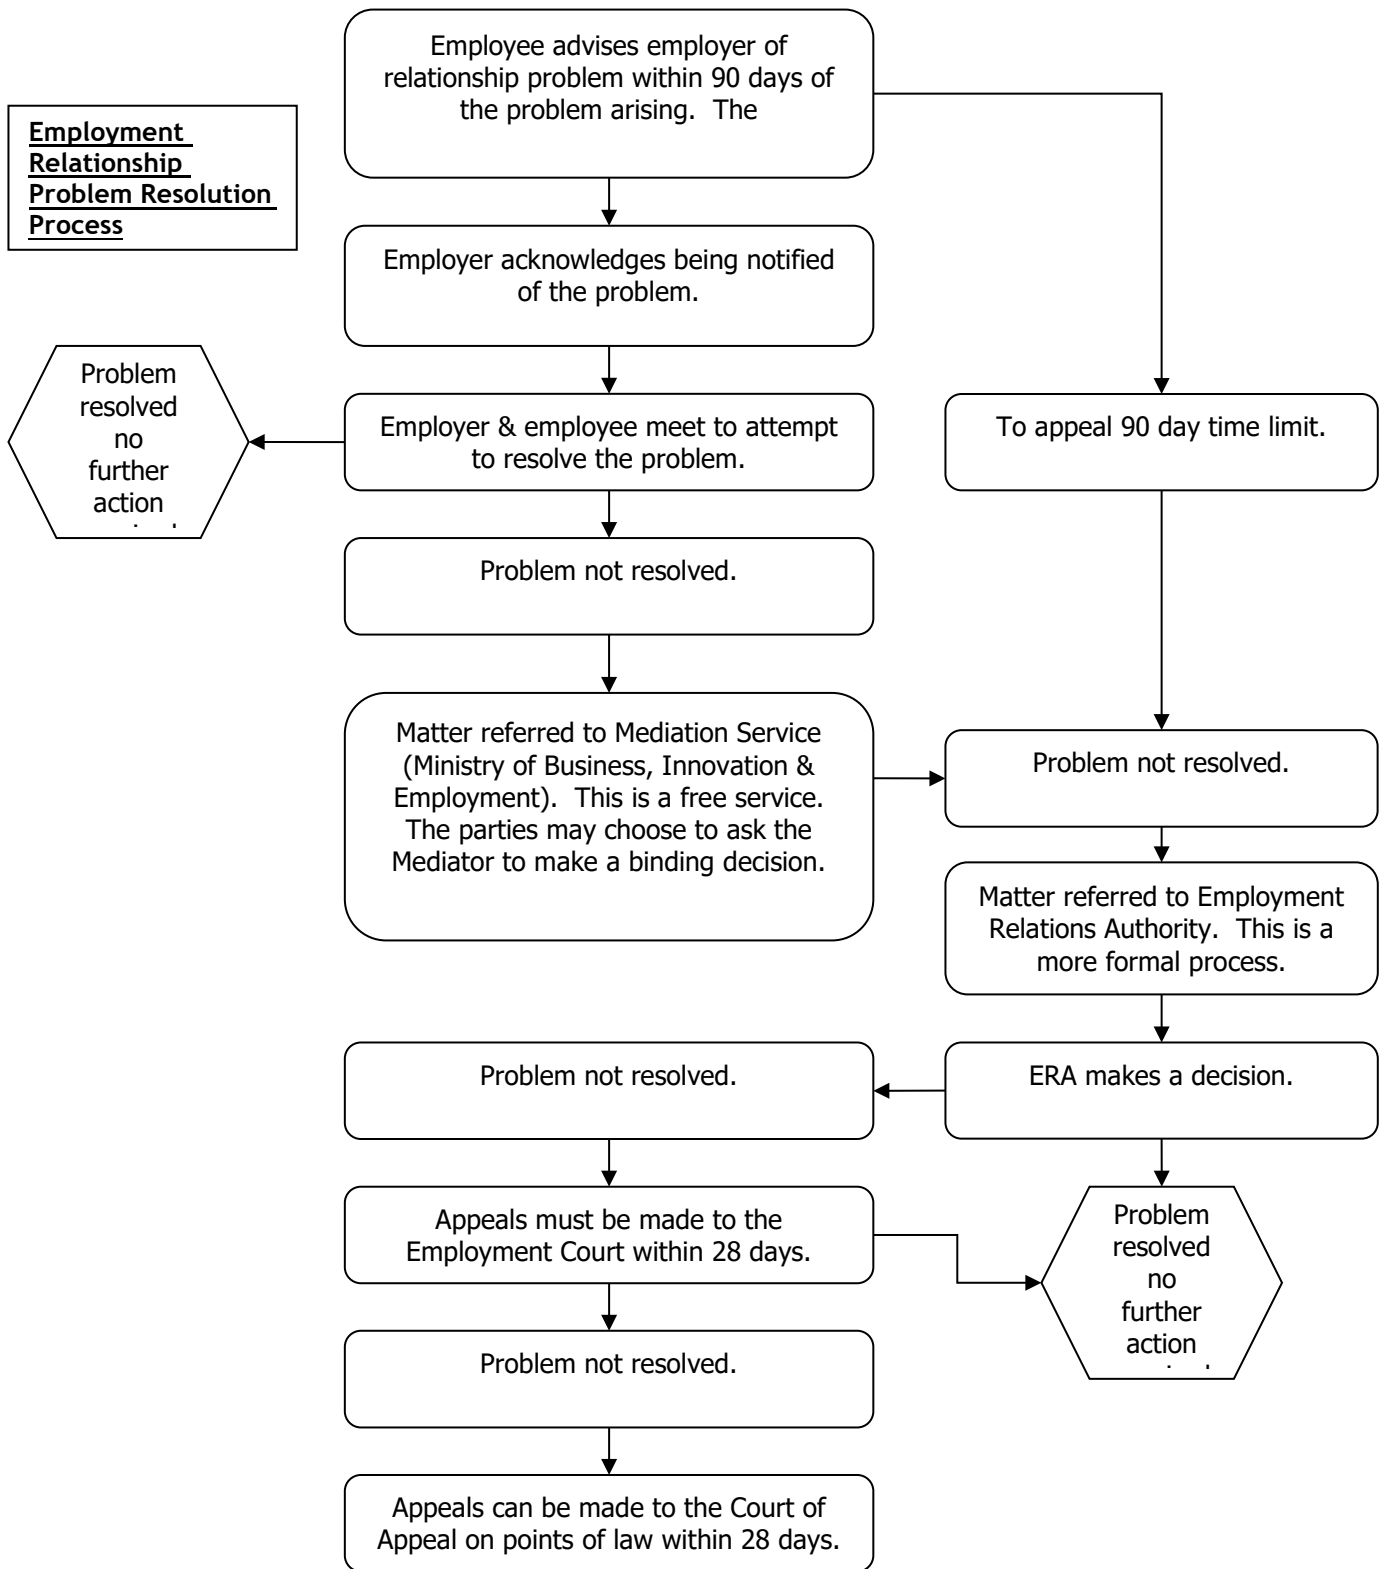 Employment
Relationship
Problem Resolution
Process
Employee advises employer of
relationship problem within 90 days of
the problem arising.  The
Employer acknowledges being notified
of the problem.
Problem
resolved
no
further
action
Employer & employee meet to attempt
to resolve the problem.
To appeal 90 day time limit.
Problem not resolved.
Matter referred to Mediation Service
(Ministry of Business, Innovation &
Employment).  This is a free service.
The parties may choose to ask the
Mediator to make a binding decision.
Problem not resolved.
Matter referred to Employment
Relations Authority.  This is a
more formal process.
ERA makes a decision.
Problem not resolved.
Appeals must be made to the
Employment Court within 28 days.
Problem
resolved
no
further
action
Problem not resolved.
Appeals can be made to the Court of
Appeal on points of law within 28 days.